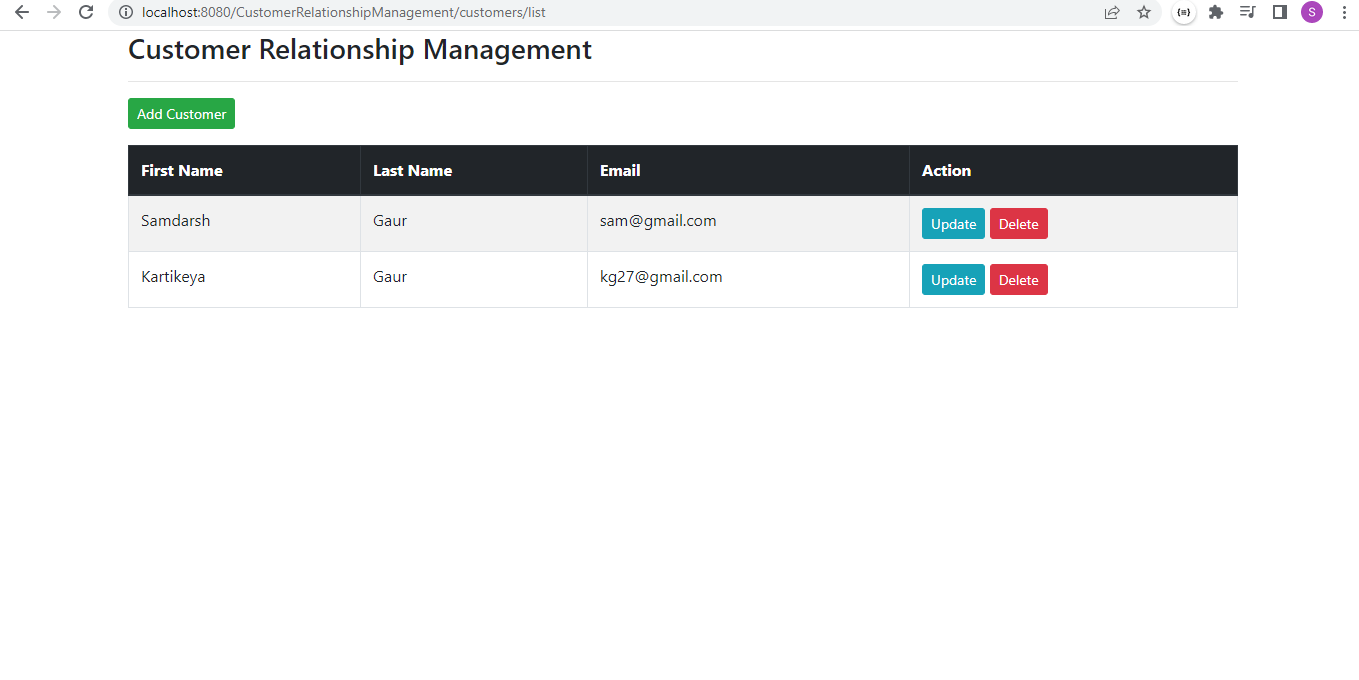 localhost:8080/CustomerRelationshipManagement/customers/list
S
Customer Relationship Management
Add Customer
First Name Last Name Email Action
Samdarsh Gaur sam@gmail.com Update Delete
Kartikeya Gaur kg27@gmail.com Update Delete